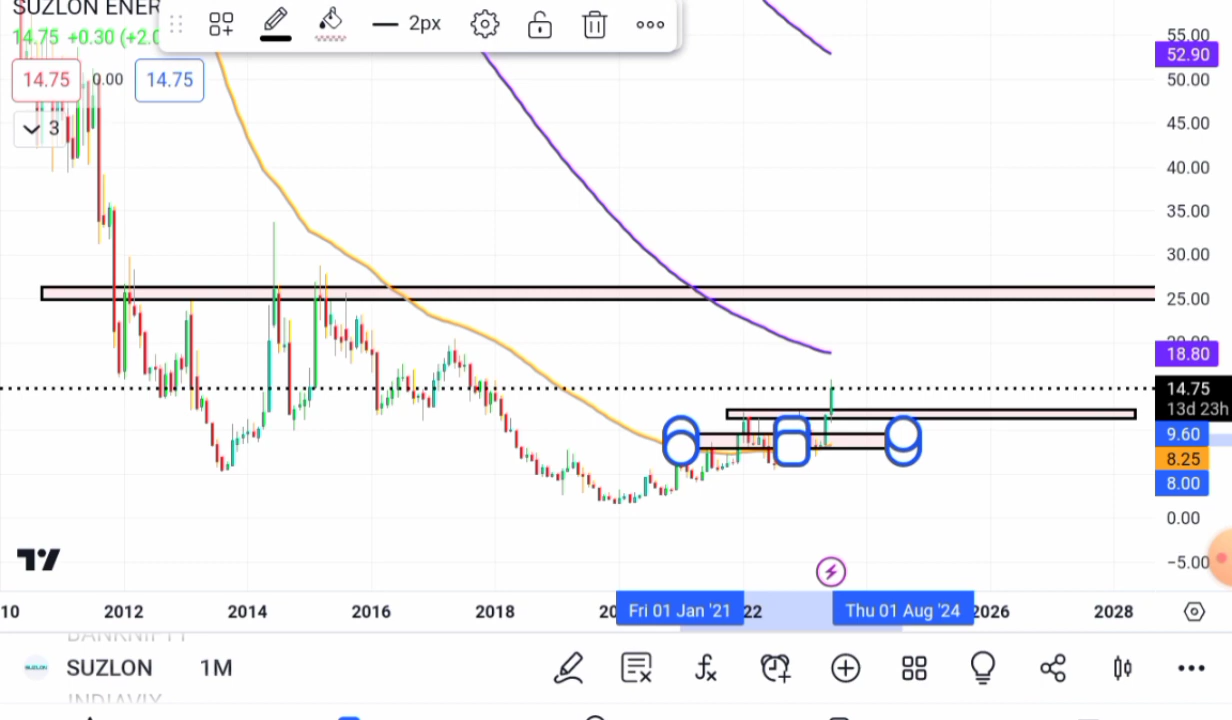 SUZLON ENER
14.75 +0.30 (+2.0
2px
14.75 0.00 14.75
3
55.00
52.90
50.00
45.00
40.00
35.00
30.00
25.00
18.80
14.75
13d 23h
9.60
8.25
8.00
0.00
−5.00
10 2012 2014 2016 2018 20 Fri 01 Jan '21 22 Thu 01 Aug '24 2026 2028
BANKNIFTY
SUZLON 1M
INDIAVIX